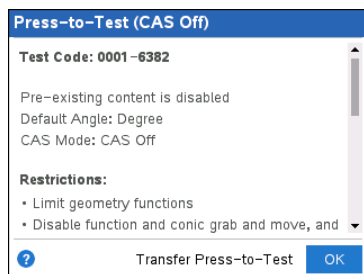 Press-to-Test (CAS Off)
Test Code: 0001-6382
Pre-existing content is disabled
Default Angle: Degree
CAS Mode: CAS Off
Restrictions:
• Limit geometry functions
• Disable function and conic grab and move, and
?
Transfer Press-to-Test
OK